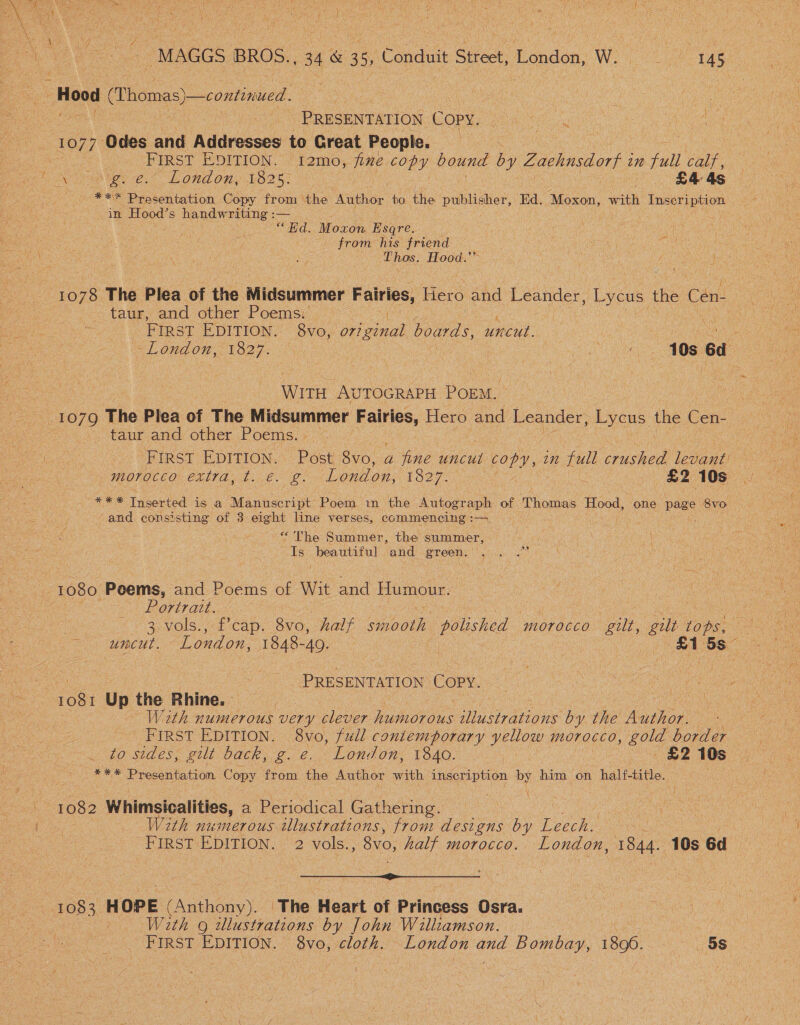 MAGGS BROS., 34 & 35, Conduit Street, London, W. 145
Hood (Thomas)—continued.
PRESENTATION COPY.
1077 Odes and Addresses to Great People.
FIRST EDITION. 12mo, fine copy bound by Zaehnsdorf in full calf,
g. e. London, 1825. £4 4s
*** Presentation Copy from the Author to the publisher, Ed. Moxon, with Inscription
in Hood's handwriting :—
"Ed. Moxon Esqre.
from his friend
Thos. Hood."
1078 The Plea of the Midsummer Fairies, Hero and Leander, Lycus the Cen-
taur, and other Poems.
FIRST EDITION. 8vo, original boards, uncut.
London, 1827. 10s 6d
WITH AUTOGRAPH POEM.
1079 The Plea of The Midsummer Fairies, Hero and Leander, Lycus the Cen-
taur and other Poems.
FIRST EDITION. Post 8vo, a fine uncut copy, in full crushed levant
morocco extra, t. e. g. London, 1827. £2 10s
*** Inserted is a Manuscript Poem in the Autograph of Thomas Hood, one page 8vo
and consisting of 3 eight line verses, commencing :—
"The Summer, the summer,
Is beautiful and green. . . ."
1080 Poems, and Poems of Wit and Humour.
Portrait.
3 vols., f'cap. 8vo, half smooth polished morocco gilt, gilt tops,
uncut. London, 1848-49. £1 5s
PRESENTATION COPY.
1081 Up the Rhine.
With numerous very clever humorous illustrations by the Author.
FIRST EDITION. 8vo, full contemporary yellow morocco, gold border
to sides, gilt back, g. e. London, 1840. £2 10s
*** Presentation Copy from the Author with inscription by him on half-title.
1082 Whimsicalities, a Periodical Gathering.
With numerous illustrations, from designs by Leech.
FIRST EDITION. 2 vols., 8vo, half morocco. London, 1844. 10s 6d
1083 HOPE (Anthony). The Heart of Princess Osra.
With 9 illustrations by John Williamson.
FIRST EDITION. 8vo, cloth. London and Bombay, 1896. 5s